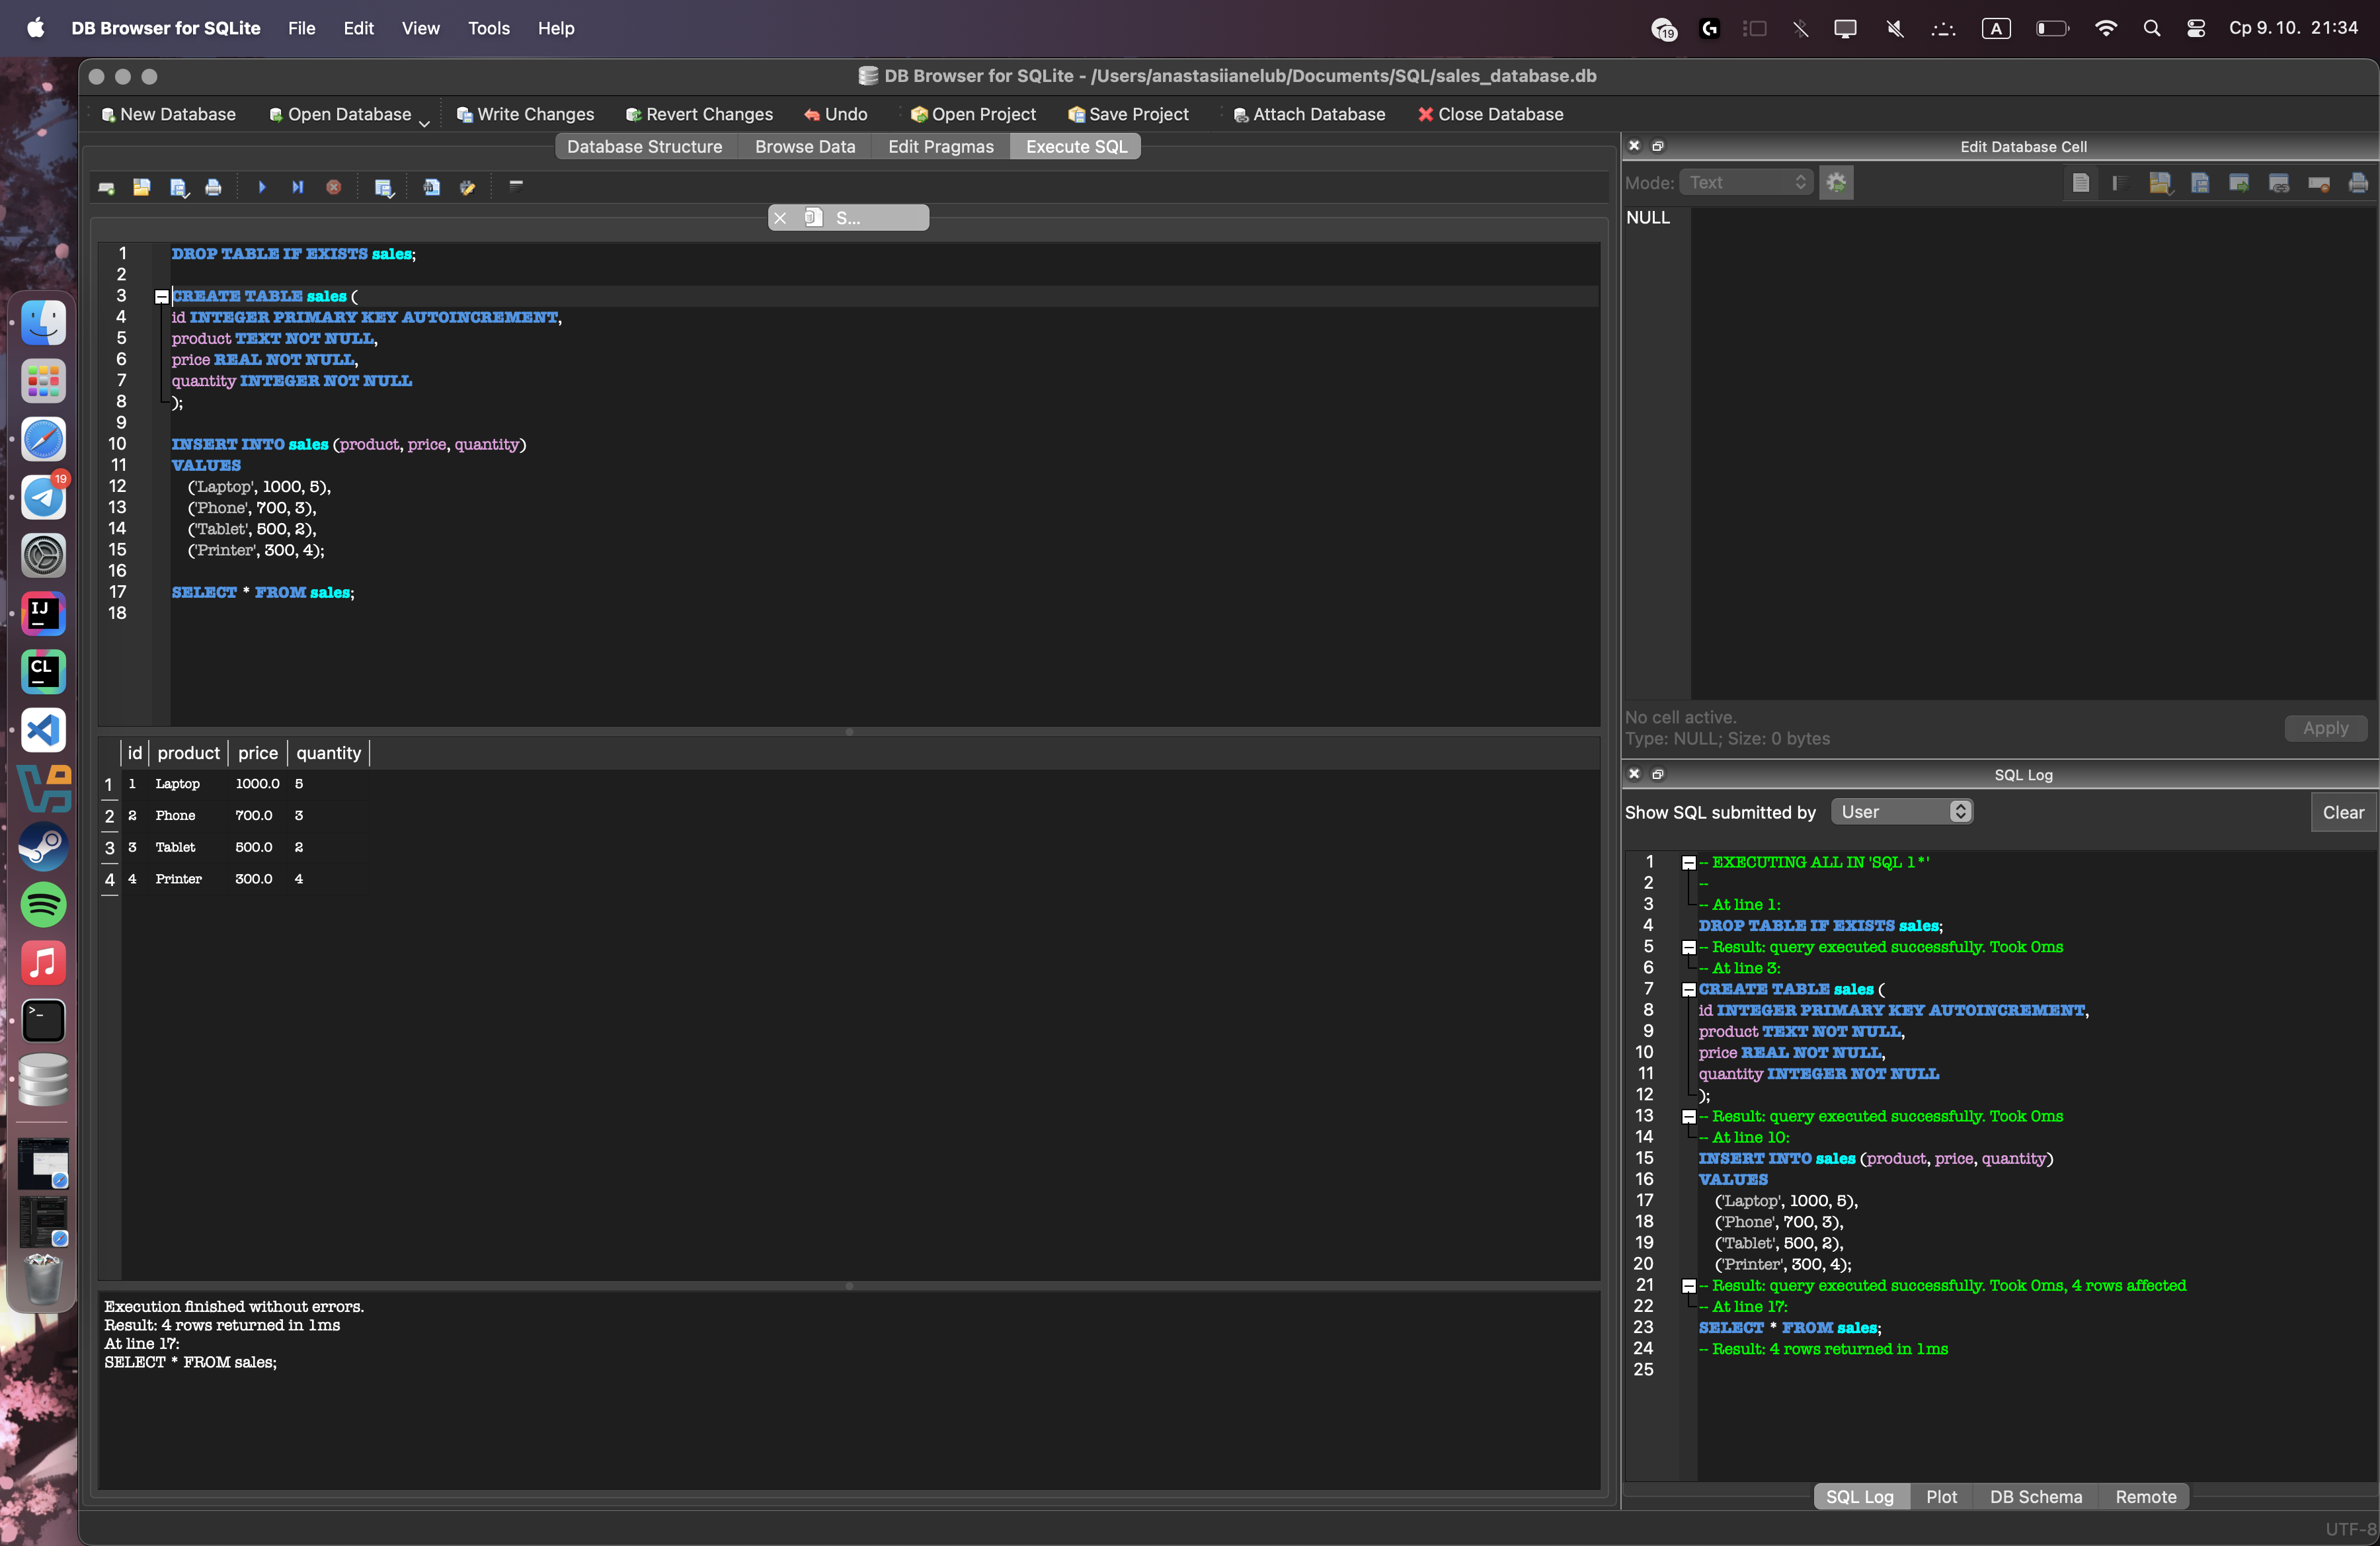 DB Browser for SQLite File Edit View Tools Help 19 A Ср 9. 10. 21:34
DB Browser for SQLite - /Users/anastasiianelub/Documents/SQL/sales_database.db
New Database Open Database Write Changes Revert Changes Undo Open Project Save Project Attach Database Close Database
Database Structure Browse Data Edit Pragmas Execute SQL
S...
1 DROP TABLE IF EXISTS sales;
2
3 CREATE TABLE sales (
4 id INTEGER PRIMARY KEY AUTOINCREMENT,
5 product TEXT NOT NULL,
6 price REAL NOT NULL,
7 quantity INTEGER NOT NULL
8 );
9
10 INSERT INTO sales (product, price, quantity)
11 VALUES
12 ('Laptop', 1000, 5),
13 ('Phone', 700, 3),
14 ('Tablet', 500, 2),
15 ('Printer', 300, 4);
16
17 SELECT * FROM sales;
18
id product price quantity
1 1 Laptop 1000.0 5
2 2 Phone 700.0 3
3 3 Tablet 500.0 2
4 4 Printer 300.0 4
Execution finished without errors.
Result: 4 rows returned in 1ms
At line 17:
SELECT * FROM sales;
Edit Database Cell
Mode: Text
NULL
No cell active.
Type: NULL; Size: 0 bytes
Apply
SQL Log
Show SQL submitted by User Clear
1 -- EXECUTING ALL IN 'SQL 1*'
2 --
3 -- At line 1:
4 DROP TABLE IF EXISTS sales;
5 -- Result: query executed successfully. Took 0ms
6 -- At line 3:
7 CREATE TABLE sales (
8 id INTEGER PRIMARY KEY AUTOINCREMENT,
9 product TEXT NOT NULL,
10 price REAL NOT NULL,
11 quantity INTEGER NOT NULL
12 );
13 -- Result: query executed successfully. Took 0ms
14 -- At line 10:
15 INSERT INTO sales (product, price, quantity)
16 VALUES
17 ('Laptop', 1000, 5),
18 ('Phone', 700, 3),
19 ('Tablet', 500, 2),
20 ('Printer', 300, 4);
21 -- Result: query executed successfully. Took 0ms, 4 rows affected
22 -- At line 17:
23 SELECT * FROM sales;
24 -- Result: 4 rows returned in 1ms
25
SQL Log Plot DB Schema Remote
UTF-8
19
IJ
CL